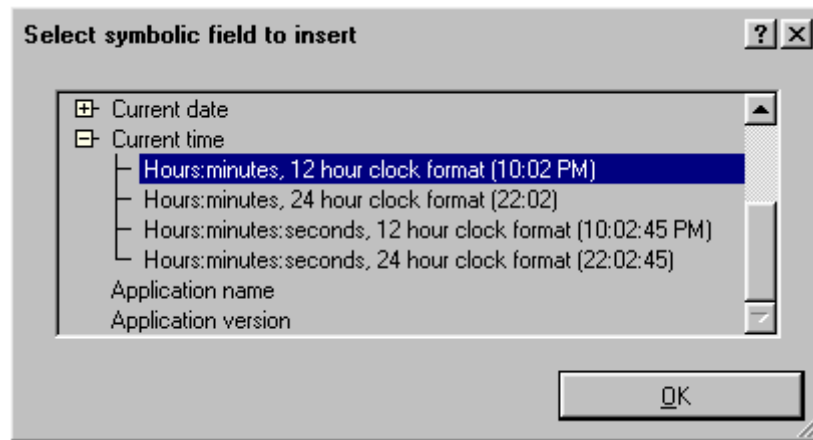 Select symbolic field to insert
Current date
Current time
Hours:minutes, 12 hour clock format (10:02 PM)
Hours:minutes, 24 hour clock format (22:02)
Hours:minutes:seconds, 12 hour clock format (10:02:45 PM)
Hours:minutes:seconds, 24 hour clock format (22:02:45)
Application name
Application version
OK